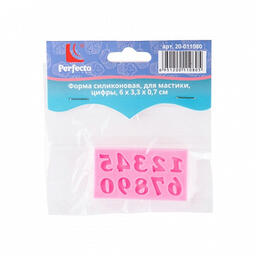 арт. 20-011080
Perfecto
Форма силиконовая, для мастики,
цифры, 6 x 3,3 x 0,7 см
12345
67890